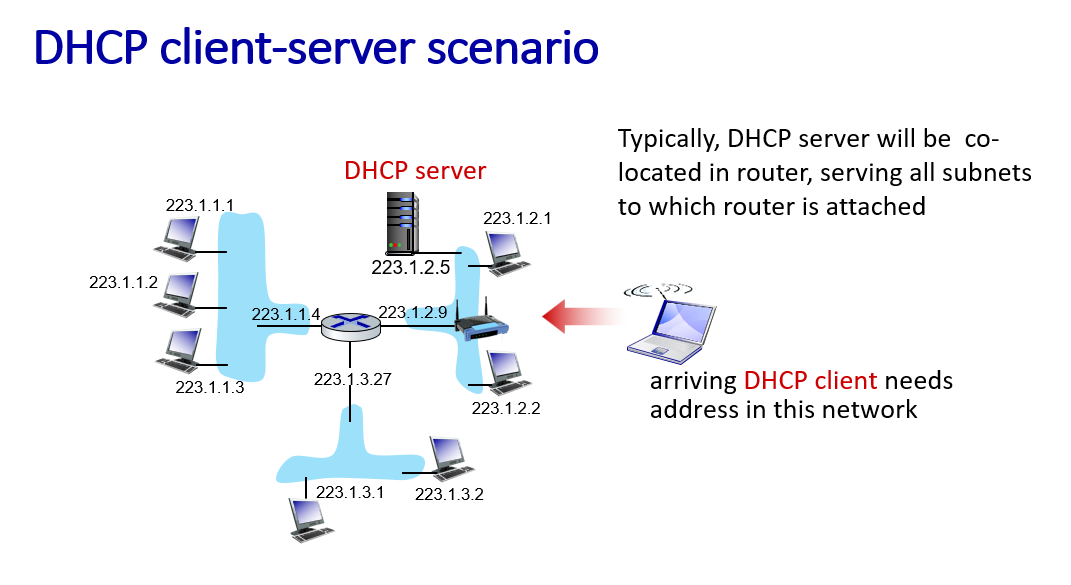 DHCP client-server scenario
Typically, DHCP server will be co-
located in router, serving all subnets
to which router is attached
DHCP server
223.1.1.1
223.1.2.1
223.1.2.5
223.1.1.2
223.1.1.4
223.1.2.9
223.1.3.27
223.1.1.3
223.1.2.2
arriving DHCP client needs
address in this network
223.1.3.1
223.1.3.2